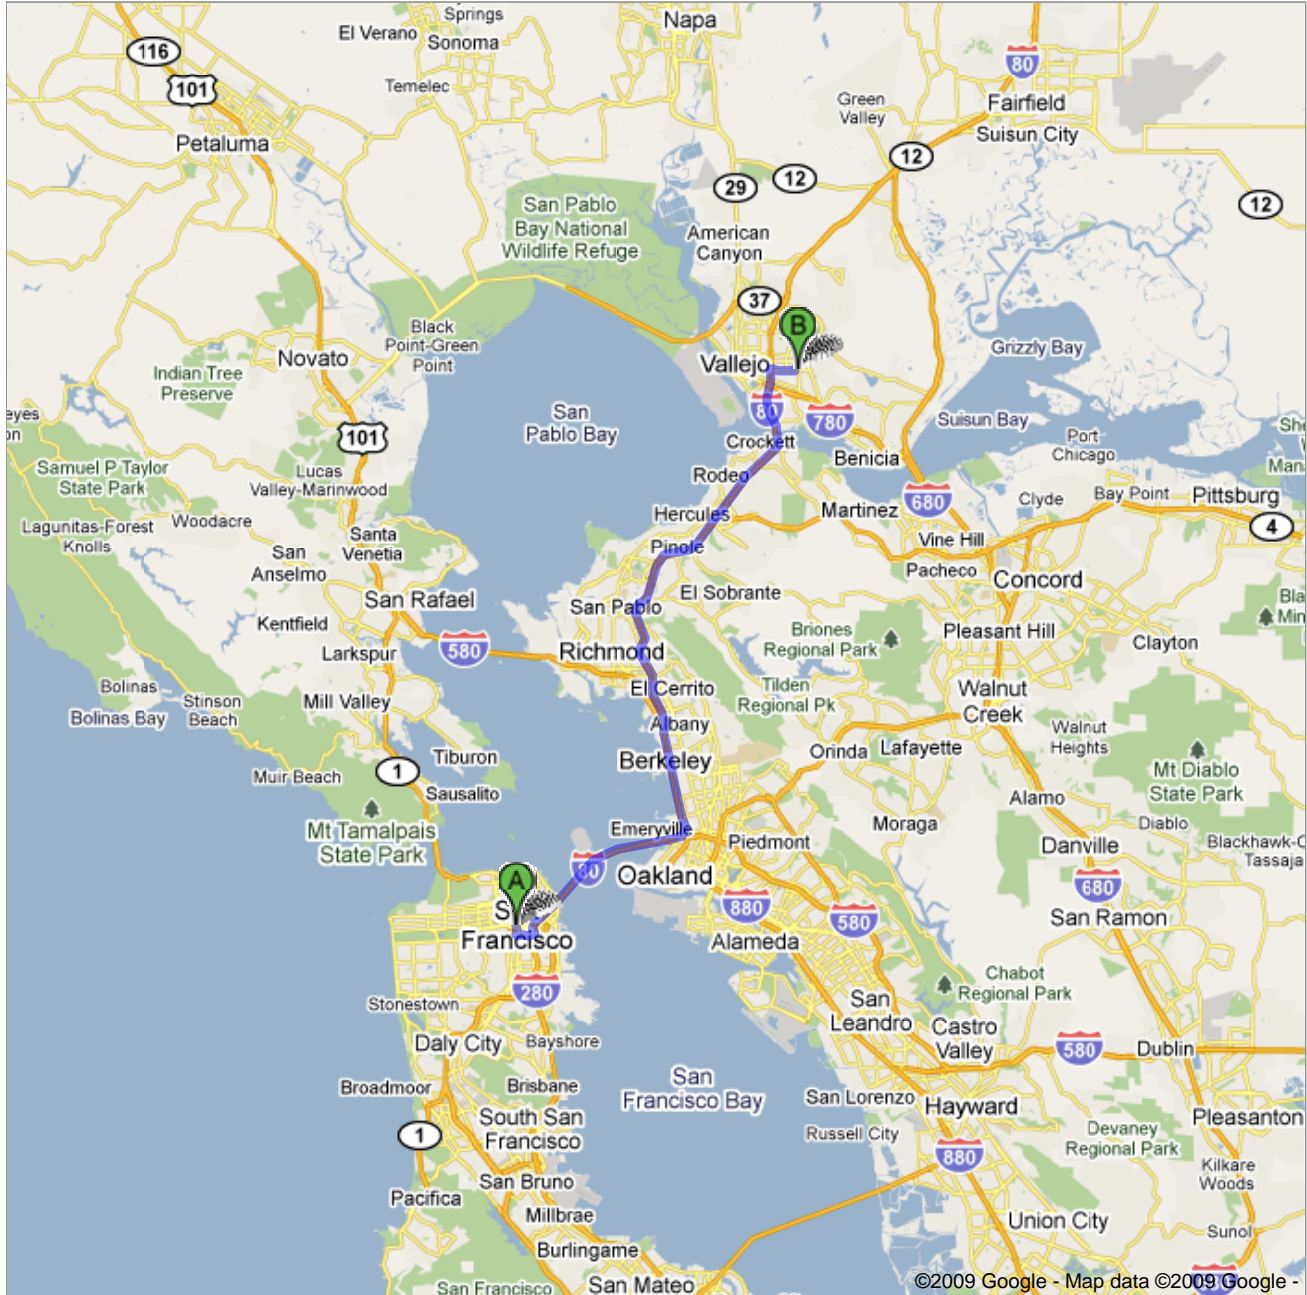 Springs
El Verano
Sonoma
Napa
116
80
101
Temelec
Green
Valley
Fairfield
Suisun City
Petaluma
12
29
12
12
San Pablo
Bay National
Wildlife Refuge
American
Canyon
37
B
Black
Point-Green
Point
Grizzly Bay
Novato
Vallejo
Indian Tree
Preserve
eyes
on
San
Pablo Bay
80
780
Suisun Bay
101
Crockett
Port
Chicago
Benicia
Samuel P Taylor
State Park
Lucas
Valley-Marinwood
Rodeo
680
Clyde
Bay Point
Pittsburg
She
Mana
Lagunitas-Forest
Knolls
Woodacre
Hercules
Martinez
4
Santa
Venetia
Pinole
Vine Hill
San
Anselmo
Pacheco
Concord
San Rafael
El Sobrante
San Pablo
Bla
Min
Kentfield
Briones
Regional Park
Pleasant Hill
Clayton
580
Larkspur
Richmond
Bolinas
Bolinas Bay
Stinson
Beach
Mill Valley
El Cerrito
Tilden
Regional Pk
Walnut
Creek
Albany
Walnut
Heights
Tiburon
Berkeley
Orinda
Lafayette
Muir Beach
1
Sausalito
Mt Diablo
State Park
Alamo
Mt Tamalpais
State Park
Emeryville
Piedmont
Moraga
Diablo
Danville
Blackhawk-C
Tassaja
80
Oakland
A
S
Francisco
880
580
680
San Ramon
Alameda
280
Chabot
Regional Park
Stonestown
San
Leandro
Castro
Valley
Daly City
Bayshore
580
Dublin
Broadmoor
Brisbane
San
Francisco Bay
San Lorenzo
Hayward
South San
Francisco
1
Russell City
Devaney
Regional Park
Pleasanton
880
Kilkare
Woods
San Bruno
Pacifica
Millbrae
Union City
Sunol
Burlingame
San Francisco
San Mateo
©2009 Google - Map data ©2009 Google -